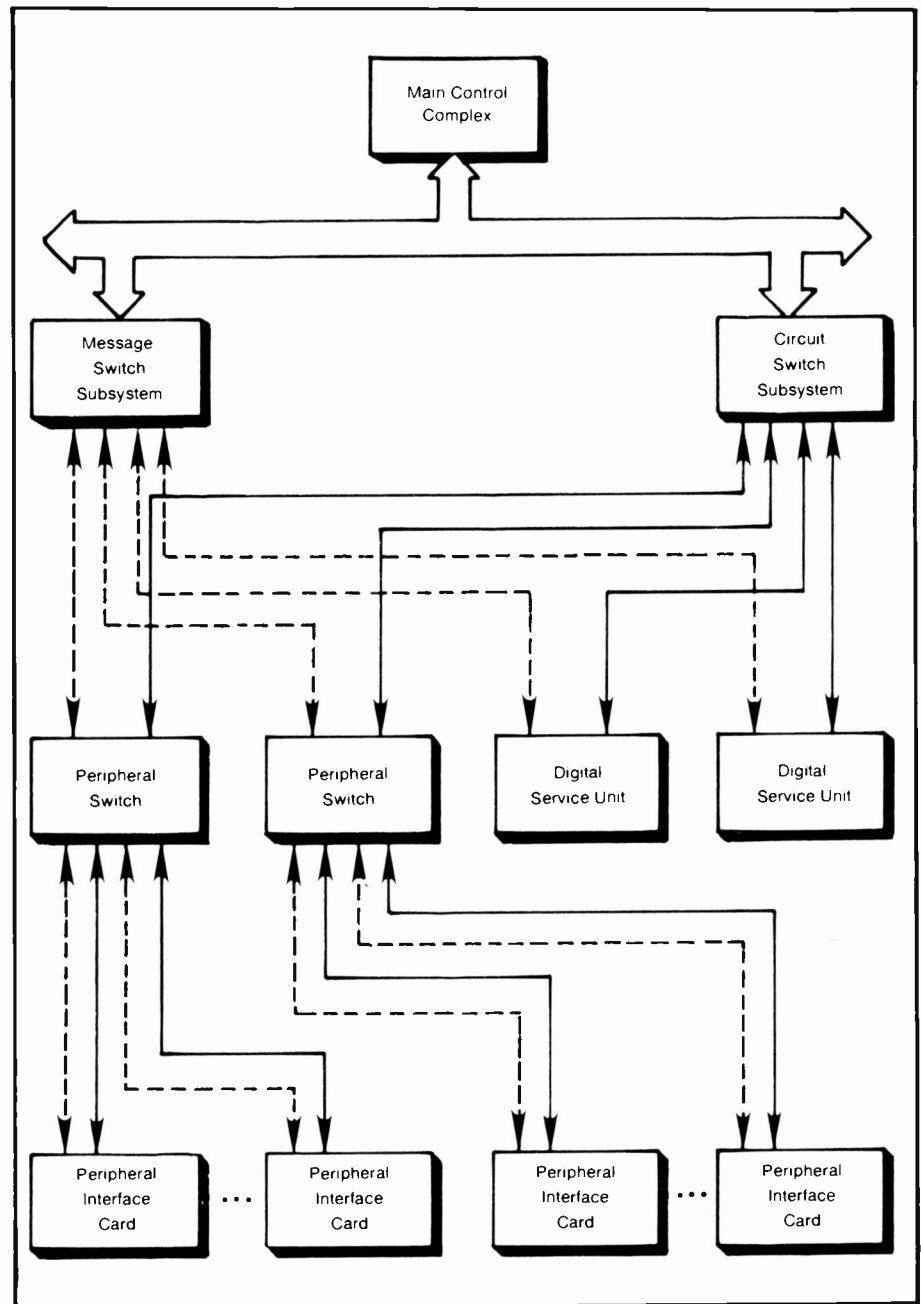 Main Control
Complex
Message
Switch
Subsystem
Circuit
Switch
Subsystem
Peripheral
Switch
Peripheral
Switch
Digital
Service Unit
Digital
Service Unit
Peripheral
Interface
Card
...
Peripheral
Interface
Card
Peripheral
Interface
Card
...
Peripheral
Interface
Card